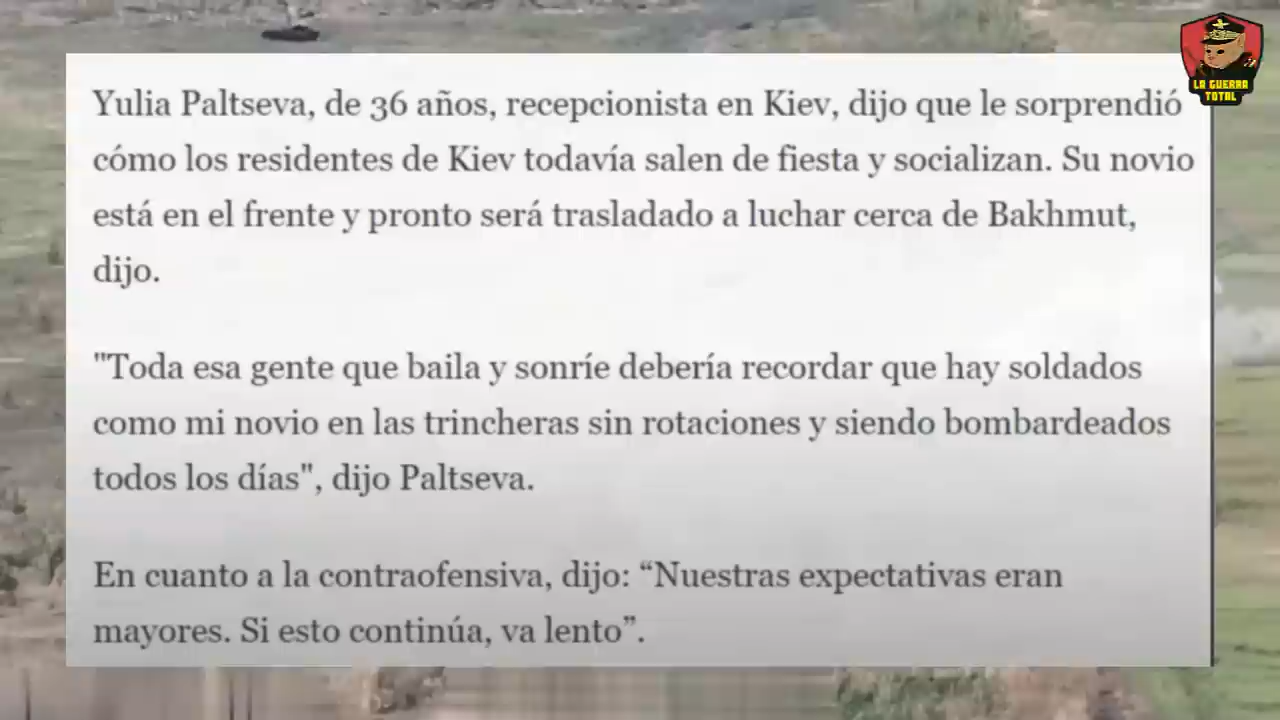 LA GUERRA
TOTAL
Yulia Paltseva, de 36 años, recepcionista en Kiev, dijo que le sorprendió
cómo los residentes de Kiev todavía salen de fiesta y socializan. Su novio
está en el frente y pronto será trasladado a luchar cerca de Bakhmut,
dijo.
"Toda esa gente que baila y sonríe debería recordar que hay soldados
como mi novio en las trincheras sin rotaciones y siendo bombardeados
todos los días", dijo Paltseva.
En cuanto a la contraofensiva, dijo: “Nuestras expectativas eran
mayores. Si esto continúa, va lento”.